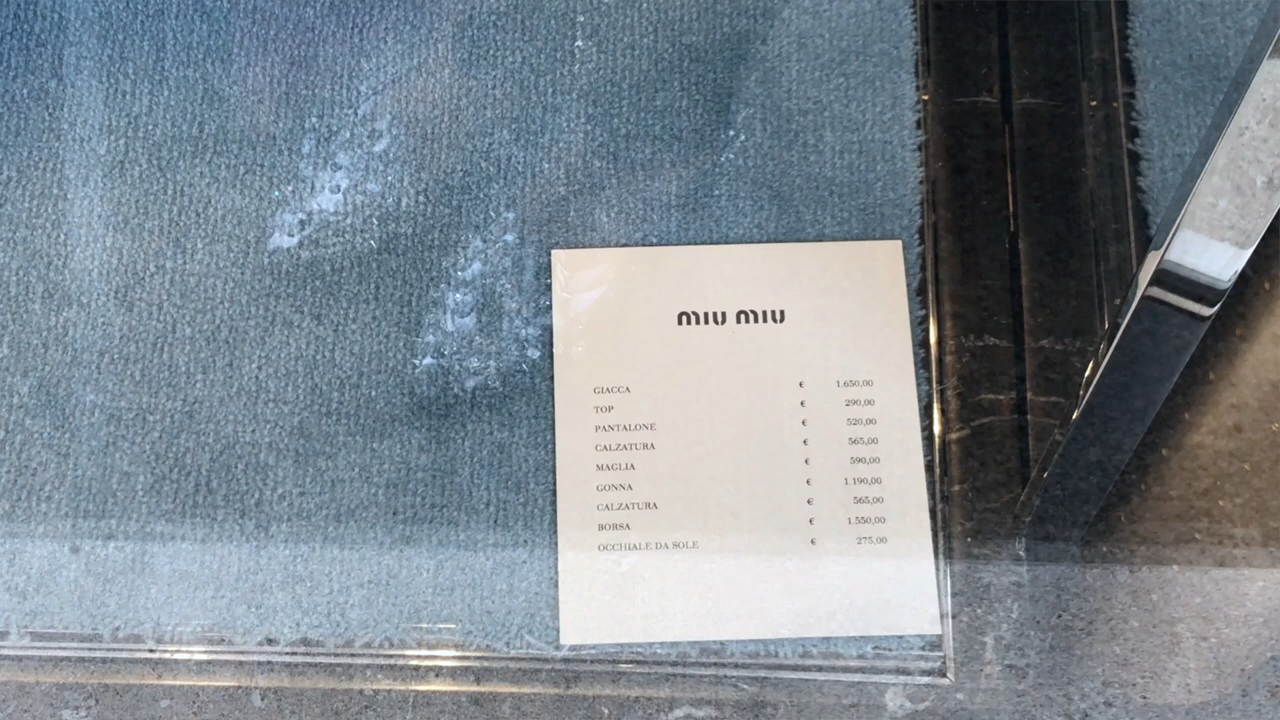 miu miu
GIACCA € 1.650,00
TOP € 290,00
PANTALONE € 520,00
CALZATURA € 565,00
MAGLIA € 590,00
GONNA € 1.190,00
CALZATURA € 565,00
BORSA € 1.550,00
OCCHIALE DA SOLE € 275,00